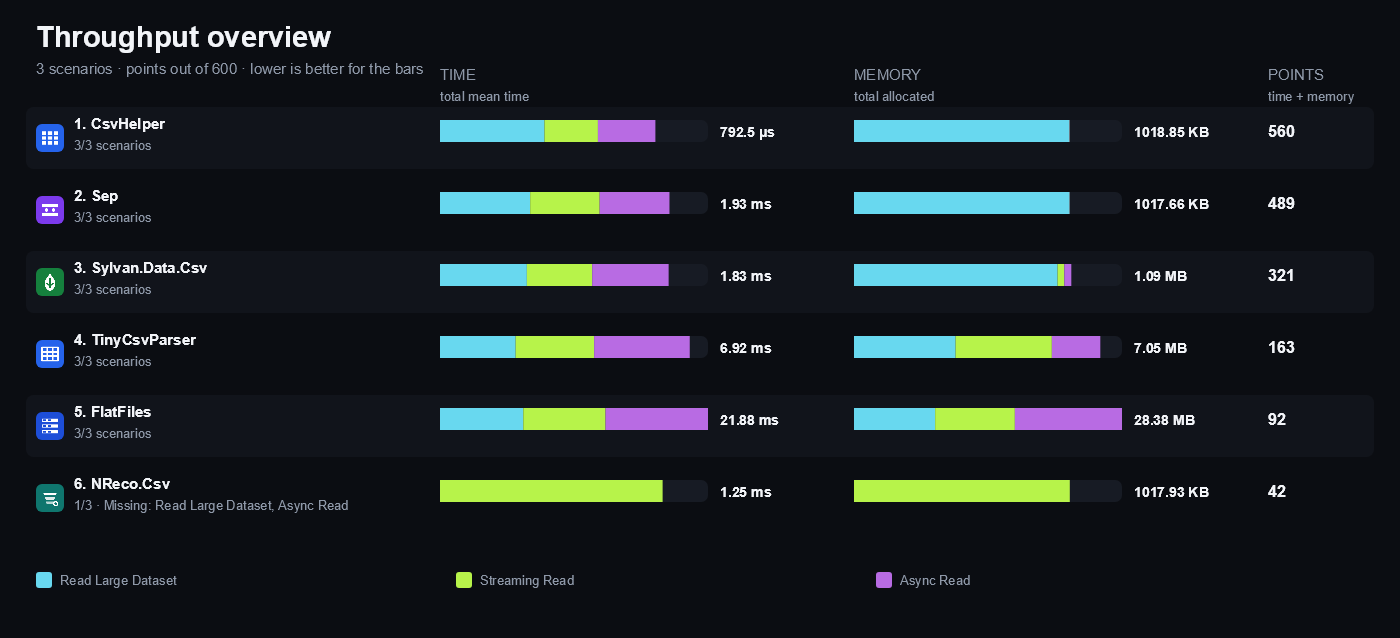 Throughput overview
3 scenarios · points out of 600 · lower is better for the bars
TIME
total mean time
MEMORY
total allocated
POINTS
time + memory
1. CsvHelper
3/3 scenarios
792.5 µs
1018.85 KB
560
2. Sep
3/3 scenarios
1.93 ms
1017.66 KB
489
3. Sylvan.Data.Csv
3/3 scenarios
1.83 ms
1.09 MB
321
4. TinyCsvParser
3/3 scenarios
6.92 ms
7.05 MB
163
5. FlatFiles
3/3 scenarios
21.88 ms
28.38 MB
92
6. NReco.Csv
1/3 · Missing: Read Large Dataset, Async Read
1.25 ms
1017.93 KB
42
Read Large Dataset
Streaming Read
Async Read